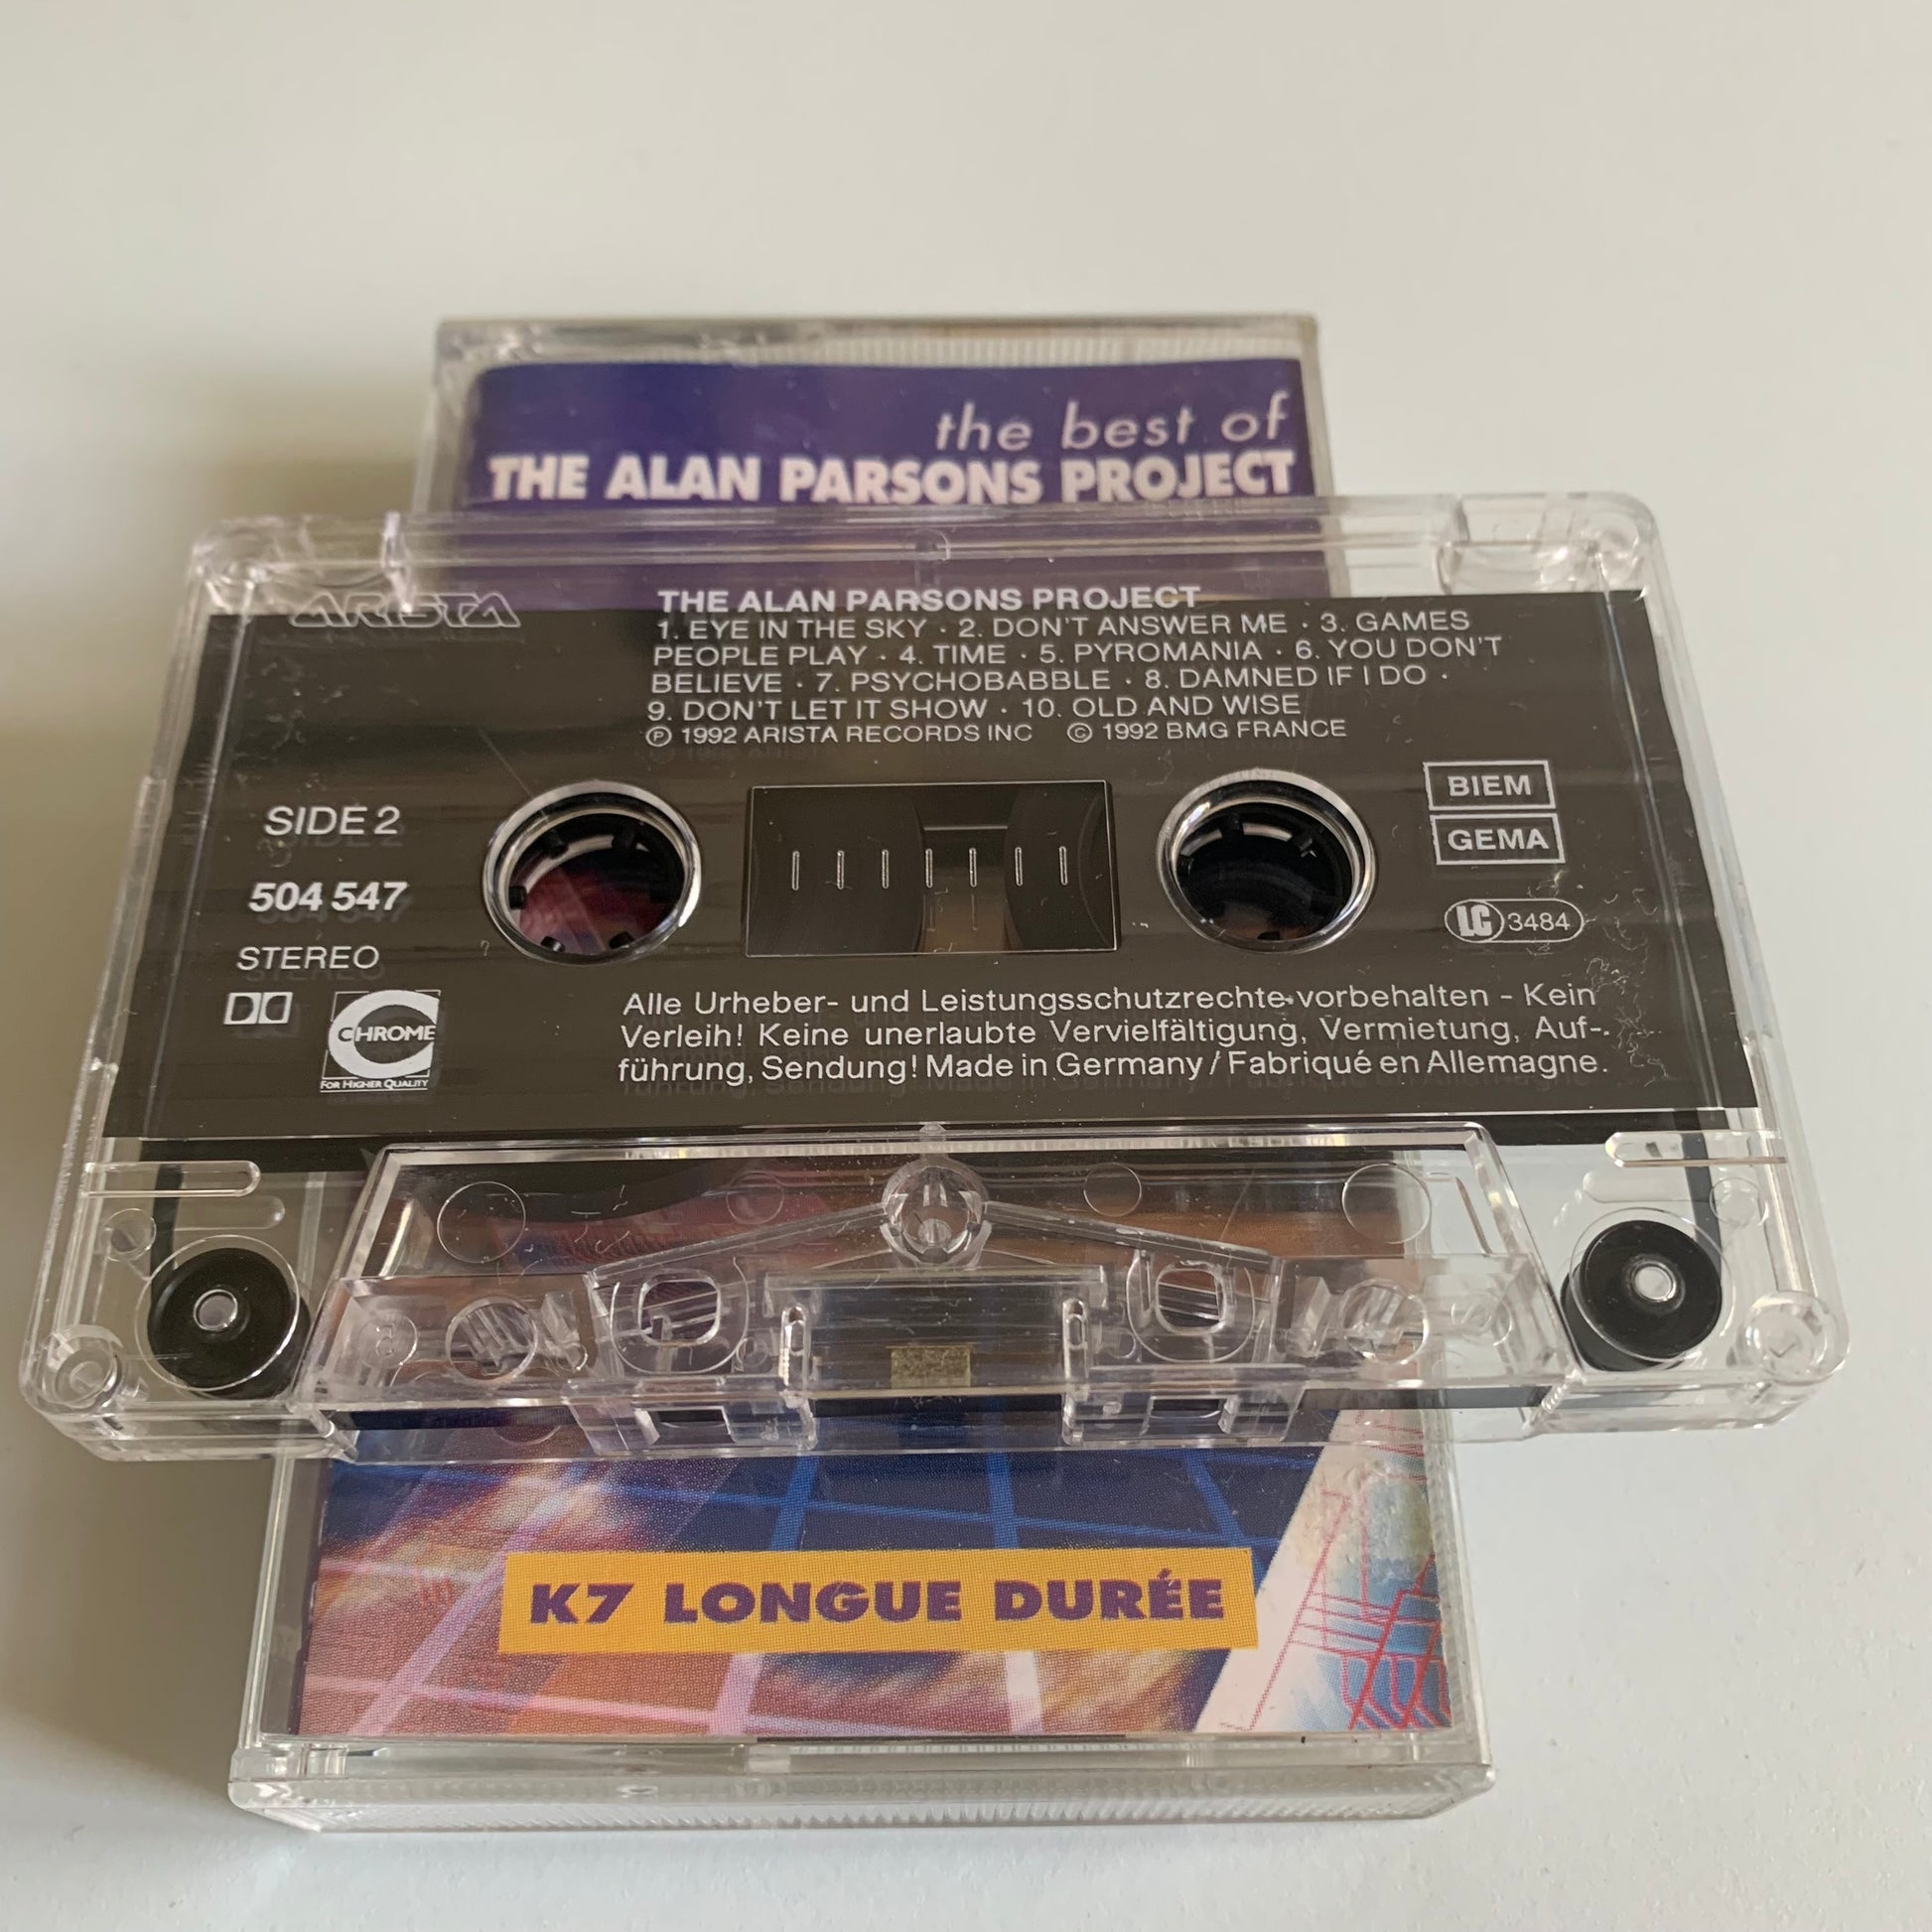 the best of
THE ALAN PARSONS PROJECT
ARISTA
THE ALAN PARSONS PROJECT
1. EYE IN THE SKY · 2. DON'T ANSWER ME · 3. GAMES
PEOPLE PLAY · 4. TIME · 5. PYROMANIA · 6. YOU DON'T
BELIEVE · 7. PSYCHOBABBLE · 8. DAMNED IF I DO ·
9. DON'T LET IT SHOW · 10. OLD AND WISE
℗ 1992 ARISTA RECORDS INC © 1992 BMG FRANCE
SIDE 2
504 547
STEREO
CHROME
FOR HIGHER QUALITY
BIEM
GEMA
LC 3484
Alle Urheber- und Leistungsschutzrechte vorbehalten - Kein
Verleih! Keine unerlaubte Vervielfältigung, Vermietung, Auf-
führung, Sendung! Made in Germany / Fabriqué en Allemagne.
K7 LONGUE DURÉE